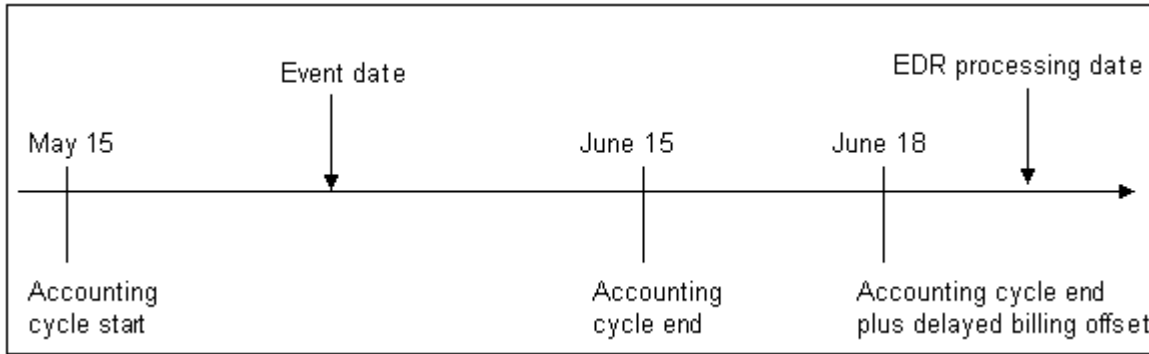 Event date
EDR processing date
May 15
June 15
June 18
Accounting
cycle start
Accounting
cycle end
Accounting cycle end
plus delayed billing offset